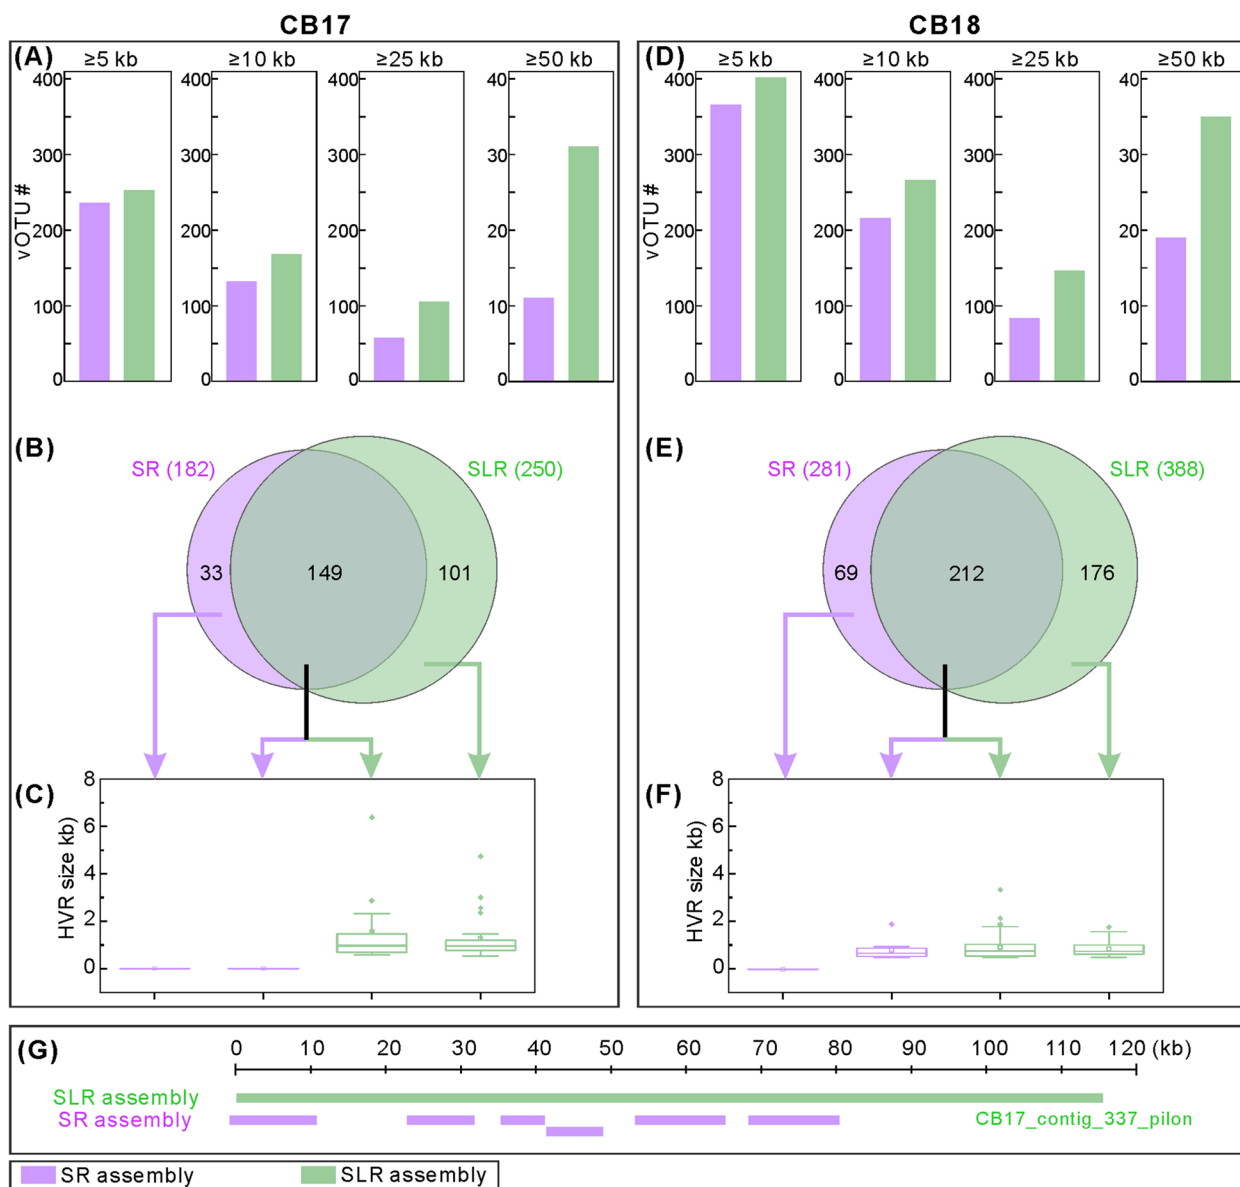 CB17 CB18
(A) ≥5 kb ≥10 kb ≥25 kb ≥50 kb (D) ≥5 kb ≥10 kb ≥25 kb ≥50 kb
400 400 400 40 400 400 400 40
300 300 300 30 300 300 300 30
vOTU # vOTU #
200 200 200 20 200 200 200 20
100 100 100 10 100 100 100 10
0 0 0 0 0 0 0 0
(B) (E)
SR (182) SLR (250) SR (281) SLR (388)
33 149 101 69 212 176
(C) (F)
8 8
6 6
HVR size kb) HVR size kb)
4 4
2 2
0 0
(G) 0 10 20 30 40 50 60 70 80 90 100 110 120 (kb)
SLR assembly
SR assembly CB17_contig_337_pilon
SR assembly SLR assembly